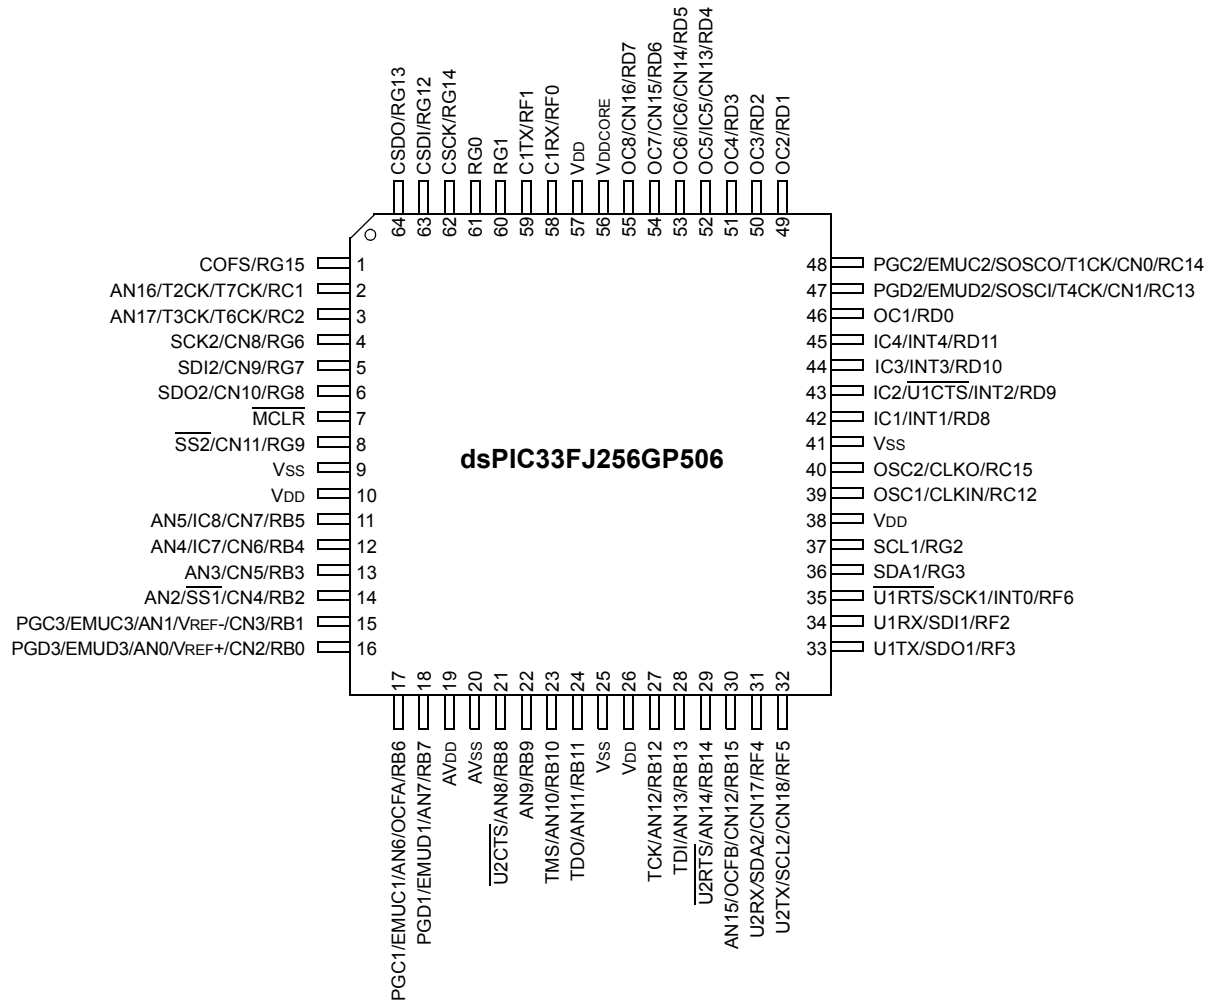 CSDO/RG13
CSDI/RG12
CSCK/RG14
RG0
RG1
C1TX/RF1
C1RX/RF0
VDD
VDDCORE
OC8/CN16/RD7
OC7/CN15/RD6
OC6/IC6/CN14/RD5
OC5/IC5/CN13/RD4
OC4/RD3
OC3/RD2
OC2/RD1
64
63
62
61
60
59
58
57
56
55
54
53
52
51
50
49
COFS/RG15 1
AN16/T2CK/T7CK/RC1 2
AN17/T3CK/T6CK/RC2 3
SCK2/CN8/RG6 4
SDI2/CN9/RG7 5
SDO2/CN10/RG8 6
MCLR 7
SS2/CN11/RG9 8
VSS 9
VDD 10
AN5/IC8/CN7/RB5 11
AN4/IC7/CN6/RB4 12
AN3/CN5/RB3 13
AN2/SS1/CN4/RB2 14
PGC3/EMUC3/AN1/VREF-/CN3/RB1 15
PGD3/EMUD3/AN0/VREF+/CN2/RB0 16
dsPIC33FJ256GP506
48 PGC2/EMUC2/SOSCO/T1CK/CN0/RC14
47 PGD2/EMUD2/SOSCI/T4CK/CN1/RC13
46 OC1/RD0
45 IC4/INT4/RD11
44 IC3/INT3/RD10
43 IC2/U1CTS/INT2/RD9
42 IC1/INT1/RD8
41 VSS
40 OSC2/CLKO/RC15
39 OSC1/CLKIN/RC12
38 VDD
37 SCL1/RG2
36 SDA1/RG3
35 U1RTS/SCK1/INT0/RF6
34 U1RX/SDI1/RF2
33 U1TX/SDO1/RF3
17
18
19
20
21
22
23
24
25
26
27
28
29
30
31
32
PGC1/EMUC1/AN6/OCFA/RB6
PGD1/EMUD1/AN7/RB7
AVDD
AVSS
U2CTS/AN8/RB8
AN9/RB9
TMS/AN10/RB10
TDO/AN11/RB11
VSS
VDD
TCK/AN12/RB12
TDI/AN13/RB13
U2RTS/AN14/RB14
AN15/OCFB/CN12/RB15
U2RX/SDA2/CN17/RF4
U2TX/SCL2/CN18/RF5